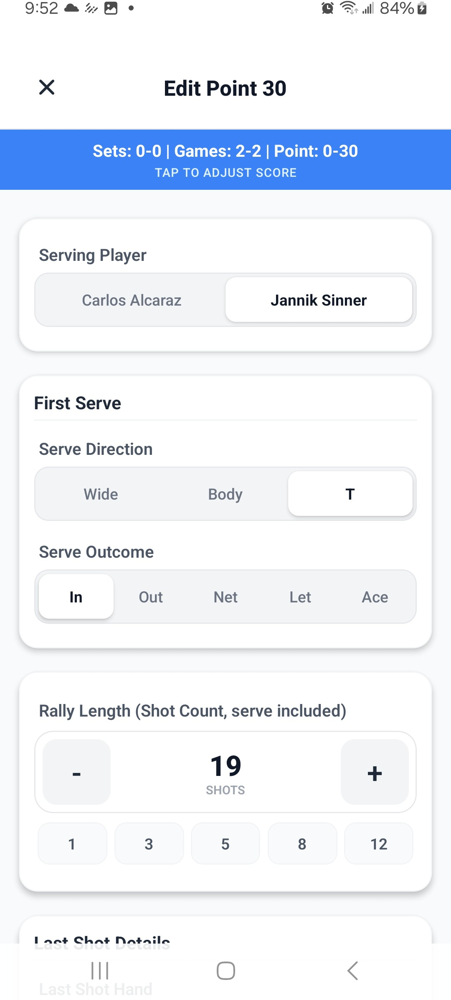 9:52 84%
Edit Point 30
Sets: 0-0 | Games: 2-2 | Point: 0-30
TAP TO ADJUST SCORE
Serving Player
Carlos Alcaraz Jannik Sinner
First Serve
Serve Direction
Wide Body T
Serve Outcome
In Out Net Let Ace
Rally Length (Shot Count, serve included)
- 19 +
SHOTS
1 3 5 8 12
Last Shot Details
Last Shot Hand